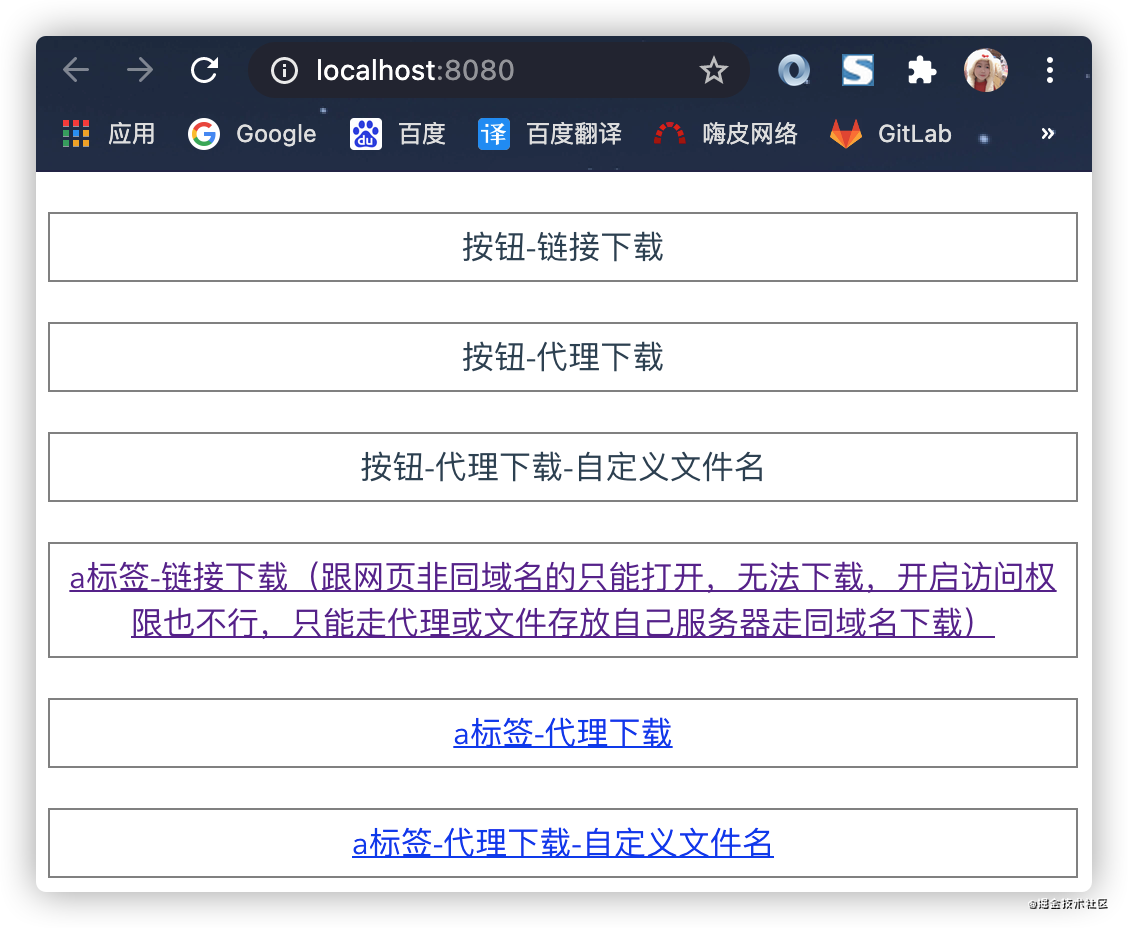 localhost:8080
应用 Google 百度 百度翻译 嗨皮网络 GitLab »
按钮-链接下载
按钮-代理下载
按钮-代理下载-自定义文件名
a标签-链接下载（跟网页非同域名的只能打开，无法下载，开启访问权
限也不行，只能走代理或文件存放自己服务器走同域名下载）
a标签-代理下载
a标签-代理下载-自定义文件名
@掘金技术社区